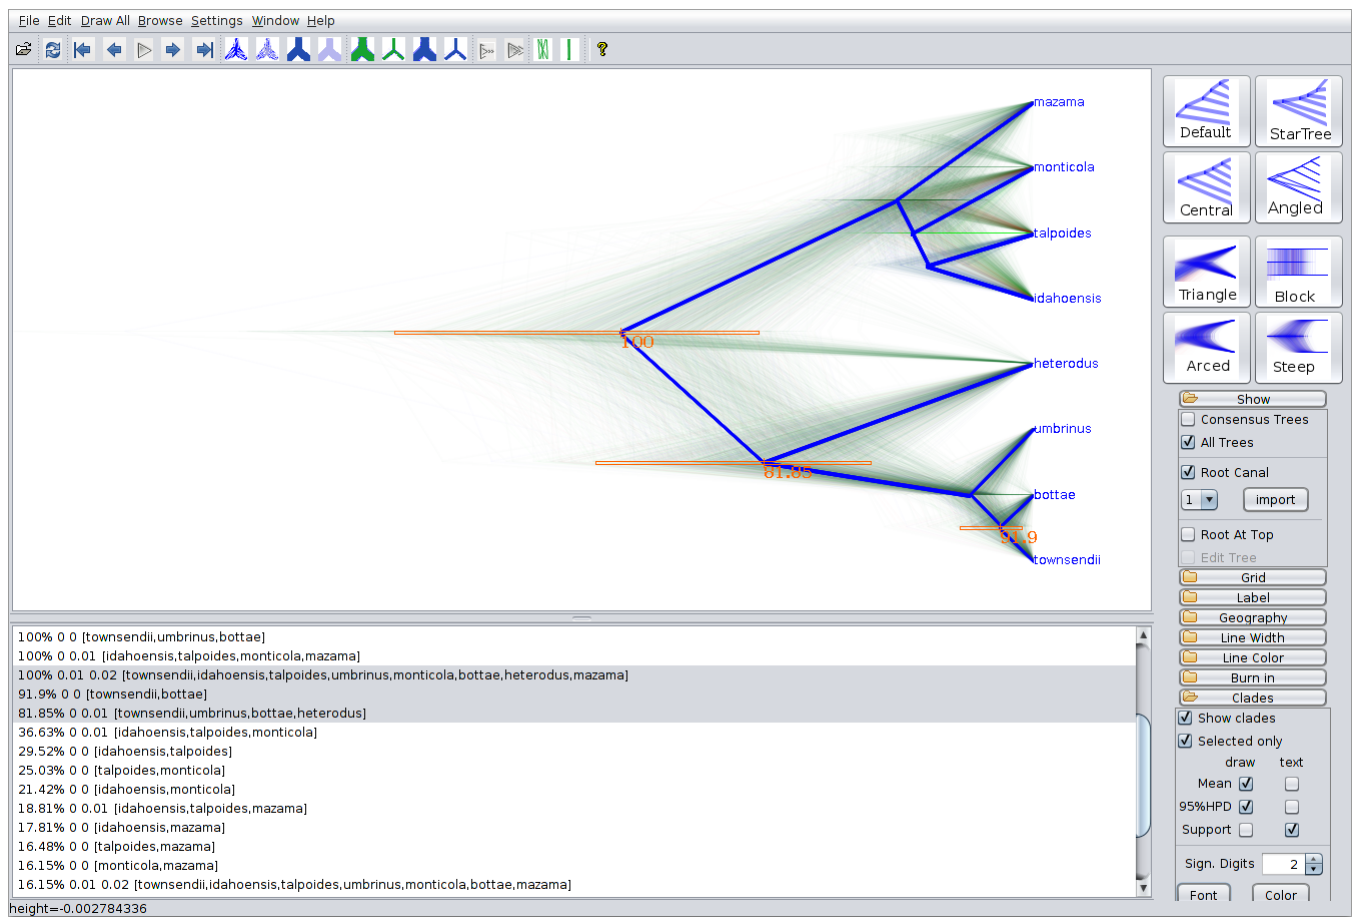 File Edit Draw All Browse Settings Window Help
?
mazama
monticola
talpoides
idahoensis
100
heterodus
umbrinus
81.85
bottae
91.9
townsendii
Default StarTree
Central Angled
Triangle Block
Arced Steep
Show
Consensus Trees
All Trees
Root Canal
1 import
Root At Top
Edit Tree
Grid
Label
Geography
Line Width
Line Color
Burn in
Clades
Show clades
Selected only
draw text
Mean
95%HPD
Support
Sign. Digits 2
Font Color
100% 0 0 [townsendii,umbrinus,bottae]
100% 0 0.01 [idahoensis,talpoides,monticola,mazama]
100% 0.01 0.02 [townsendii,idahoensis,talpoides,umbrinus,monticola,bottae,heterodus,mazama]
91.9% 0 0 [townsendii,bottae]
81.85% 0 0.01 [townsendii,umbrinus,bottae,heterodus]
36.63% 0 0.01 [idahoensis,talpoides,monticola]
29.52% 0 0 [idahoensis,talpoides]
25.03% 0 0 [talpoides,monticola]
21.42% 0 0 [idahoensis,monticola]
18.81% 0 0.01 [idahoensis,talpoides,mazama]
17.81% 0 0 [idahoensis,mazama]
16.48% 0 0 [talpoides,mazama]
16.15% 0 0 [monticola,mazama]
16.15% 0.01 0.02 [townsendii,idahoensis,talpoides,umbrinus,monticola,bottae,mazama]
height=-0.002784336